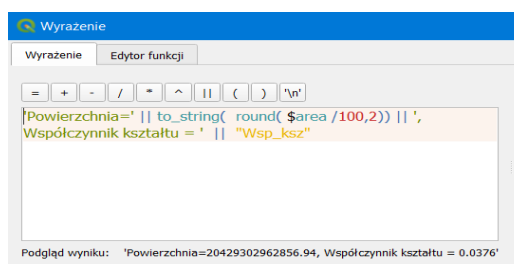 Wyrażenie
Wyrażenie Edytor funkcji
= + - / * ^ || ( ) '\n'
'Powierzchnia=' || to_string( round( $area /100,2)) || ',
Współczynnik kształtu = ' || "Wsp_ksz"
Podgląd wyniku: 'Powierzchnia=20429302962856.94, Współczynnik kształtu = 0.0376'